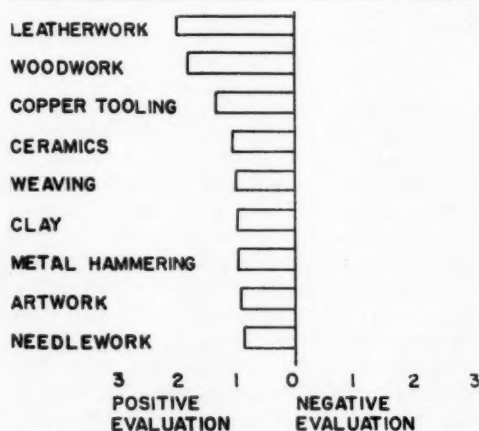 LEATHERWORK
WOODWORK
COPPER TOOLING
CERAMICS
WEAVING
CLAY
METAL HAMMERING
ARTWORK
NEEDLEWORK
3 2 1 0 1 2 3
POSITIVE EVALUATION NEGATIVE EVALUATION